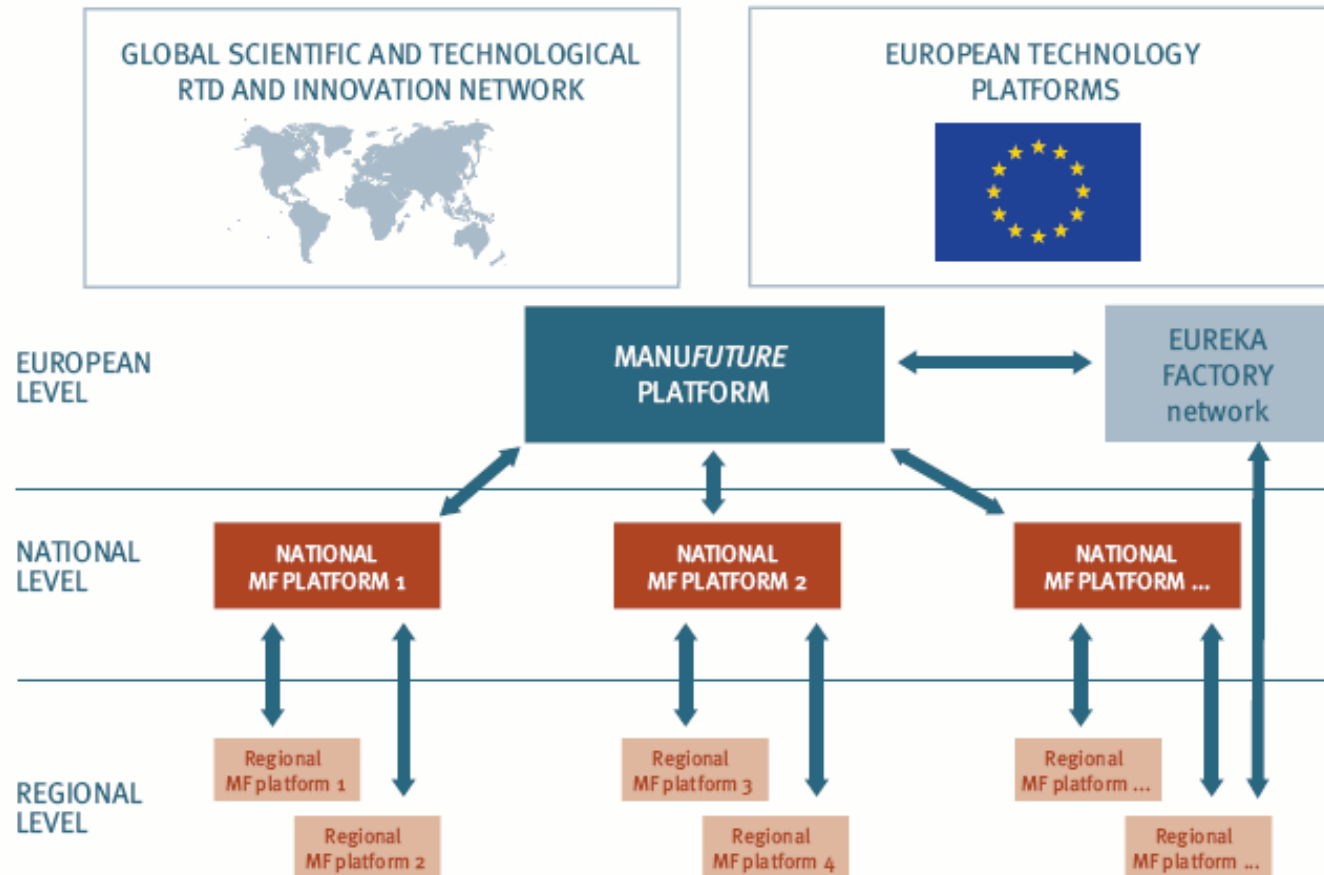 GLOBAL SCIENTIFIC AND TECHNOLOGICAL
RTD AND INNOVATION NETWORK
EUROPEAN TECHNOLOGY
PLATFORMS
EUROPEAN
LEVEL
MANUFUTURE
PLATFORM
EUREKA
FACTORY
network
NATIONAL
LEVEL
NATIONAL
MF PLATFORM 1
NATIONAL
MF PLATFORM 2
NATIONAL
MF PLATFORM ...
REGIONAL
LEVEL
Regional
MF platform 1
Regional
MF platform 2
Regional
MF platform 3
Regional
MF platform 4
Regional
MF platform ...
Regional
MF platform ...